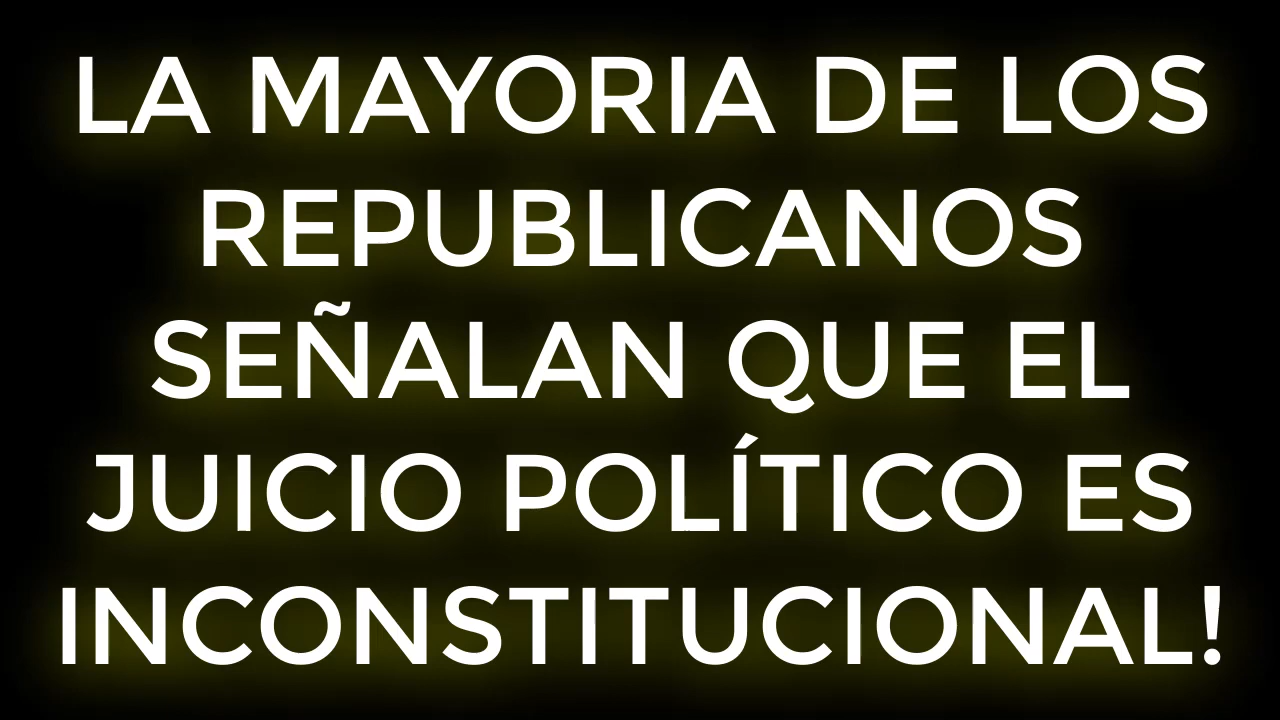 LA MAYORIA DE LOS
REPUBLICANOS
SEÑALAN QUE EL
JUICIO POLÍTICO ES
INCONSTITUCIONAL!